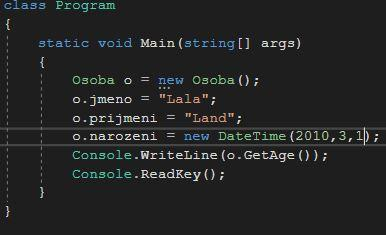 class Program
{
static void Main(string[] args)
{
Osoba o = new Osoba();
o.jmeno = "Lala";
o.prijmeni = "Land";
o.narozeni = new DateTime(2010,3,1);
Console.WriteLine(o.GetAge());
Console.ReadKey();
}
}